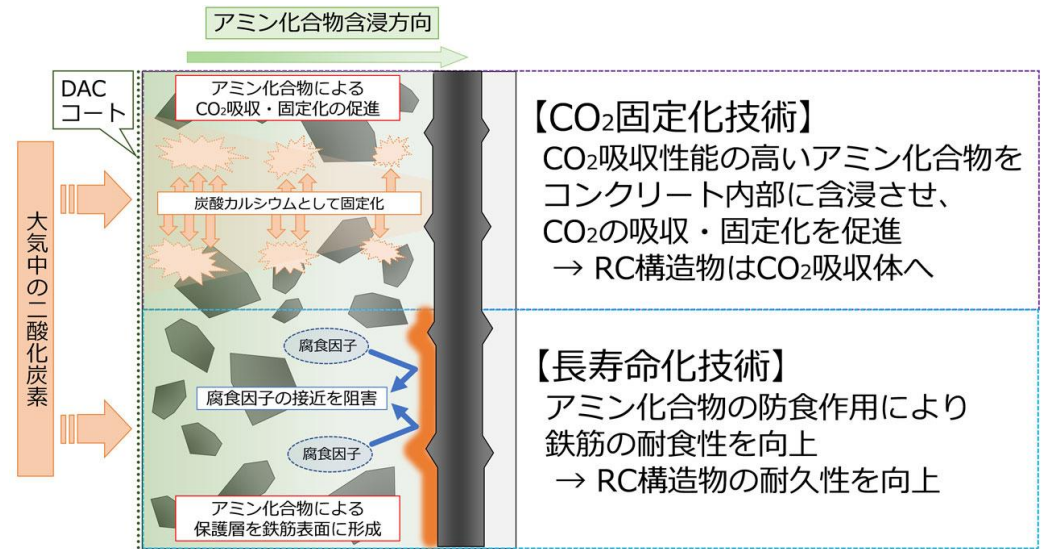 アミン化合物含浸方向
DAC
コート
大気中の二酸化炭素
アミン化合物による
CO₂吸収・固定化の促進
炭酸カルシウムとして固定化
腐食因子
腐食因子の接近を阻害
腐食因子
アミン化合物による
保護層を鉄筋表面に形成
【CO₂固定化技術】
CO₂吸収性能の高いアミン化合物を
コンクリート内部に含浸させ、
CO₂の吸収・固定化を促進
→ RC構造物はCO₂吸収体へ
【長寿命化技術】
アミン化合物の防食作用により
鉄筋の耐食性を向上
→ RC構造物の耐久性を向上